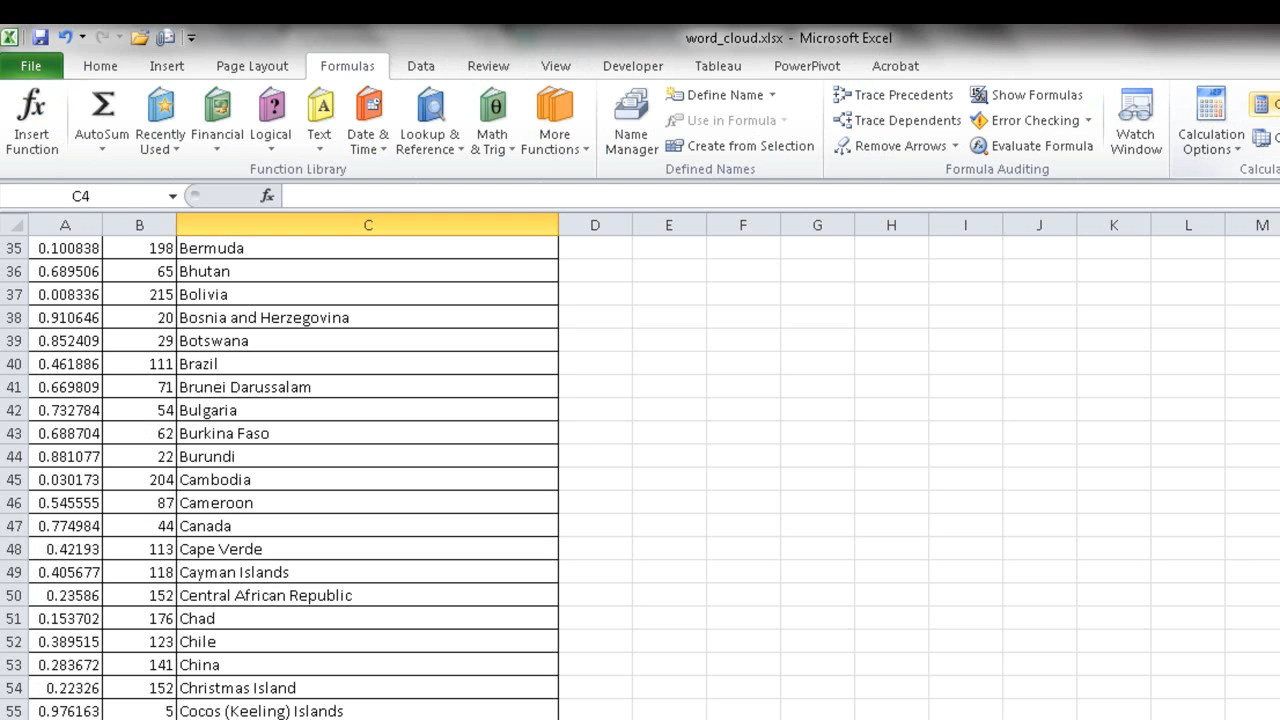 word_cloud.xlsx - Microsoft Excel
File Home Insert Page Layout Formulas Data Review View Developer Tableau PowerPivot Acrobat
Insert Function AutoSum Recently Used Financial Logical Text Date & Time Lookup & Reference Math & Trig More Functions
Function Library
Name Manager Define Name Use in Formula Create from Selection
Defined Names
Trace Precedents Trace Dependents Remove Arrows Show Formulas Error Checking Evaluate Formula Watch Window
Formula Auditing
Calculation Options
C4 fx
A B C D E F G H I J K L M
35 0.100838 198 Bermuda
36 0.689506 65 Bhutan
37 0.008336 215 Bolivia
38 0.910646 20 Bosnia and Herzegovina
39 0.852409 29 Botswana
40 0.461886 111 Brazil
41 0.669809 71 Brunei Darussalam
42 0.732784 54 Bulgaria
43 0.688704 62 Burkina Faso
44 0.881077 22 Burundi
45 0.030173 204 Cambodia
46 0.545555 87 Cameroon
47 0.774984 44 Canada
48 0.42193 113 Cape Verde
49 0.405677 118 Cayman Islands
50 0.23586 152 Central African Republic
51 0.153702 176 Chad
52 0.389515 123 Chile
53 0.283672 141 China
54 0.22326 152 Christmas Island
55 0.976163 5 Cocos (Keeling) Islands